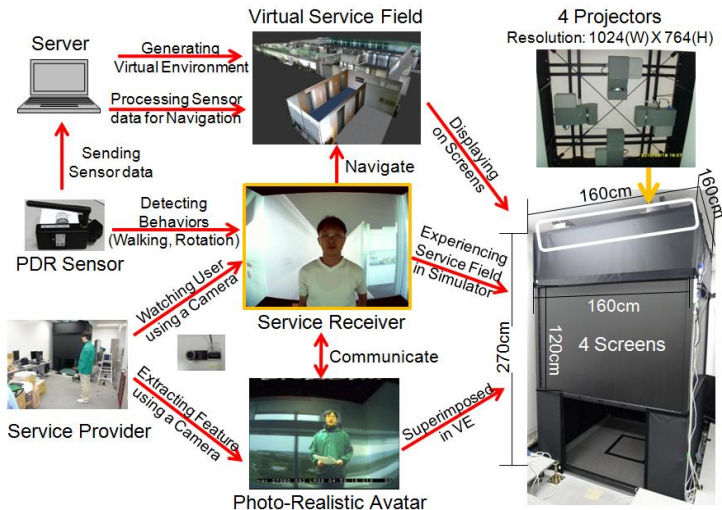 Virtual Service Field
4 Projectors
Resolution: 1024(W) X 764(H)
Server
Generating
Virtual Environment
Processing Sensor
data for Navigation
Sending
Sensor data
Navigate
Displaying
on Screens
160cm
160cm
Detecting
Behaviors
(Walking, Rotation)
PDR Sensor
Experiencing
Service Field
in Simulator
Watching User
using a Camera
Service Receiver
160cm
120cm
270cm
4 Screens
Communicate
Service Provider
Extracting Feature
using a Camera
Superimposed
in VE
Photo-Realistic Avatar